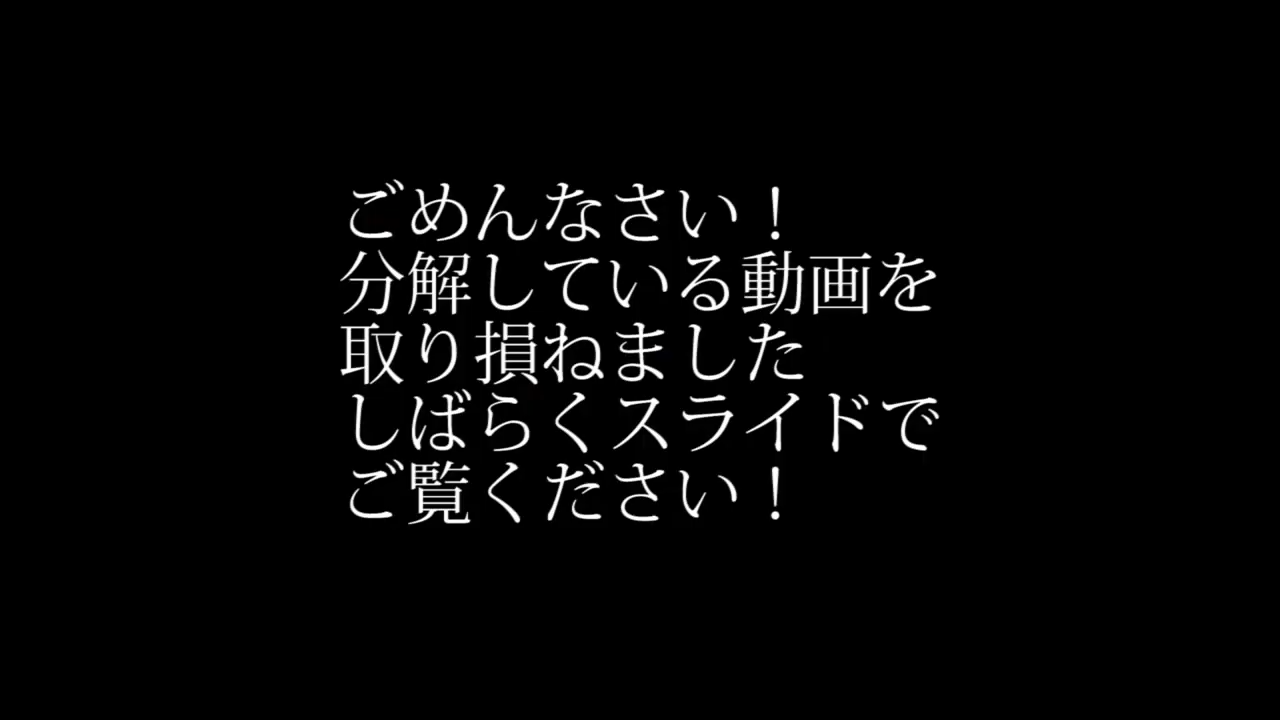 ごめんなさい！
分解している動画を
取り損ねました
しばらくスライドで
ご覧ください！